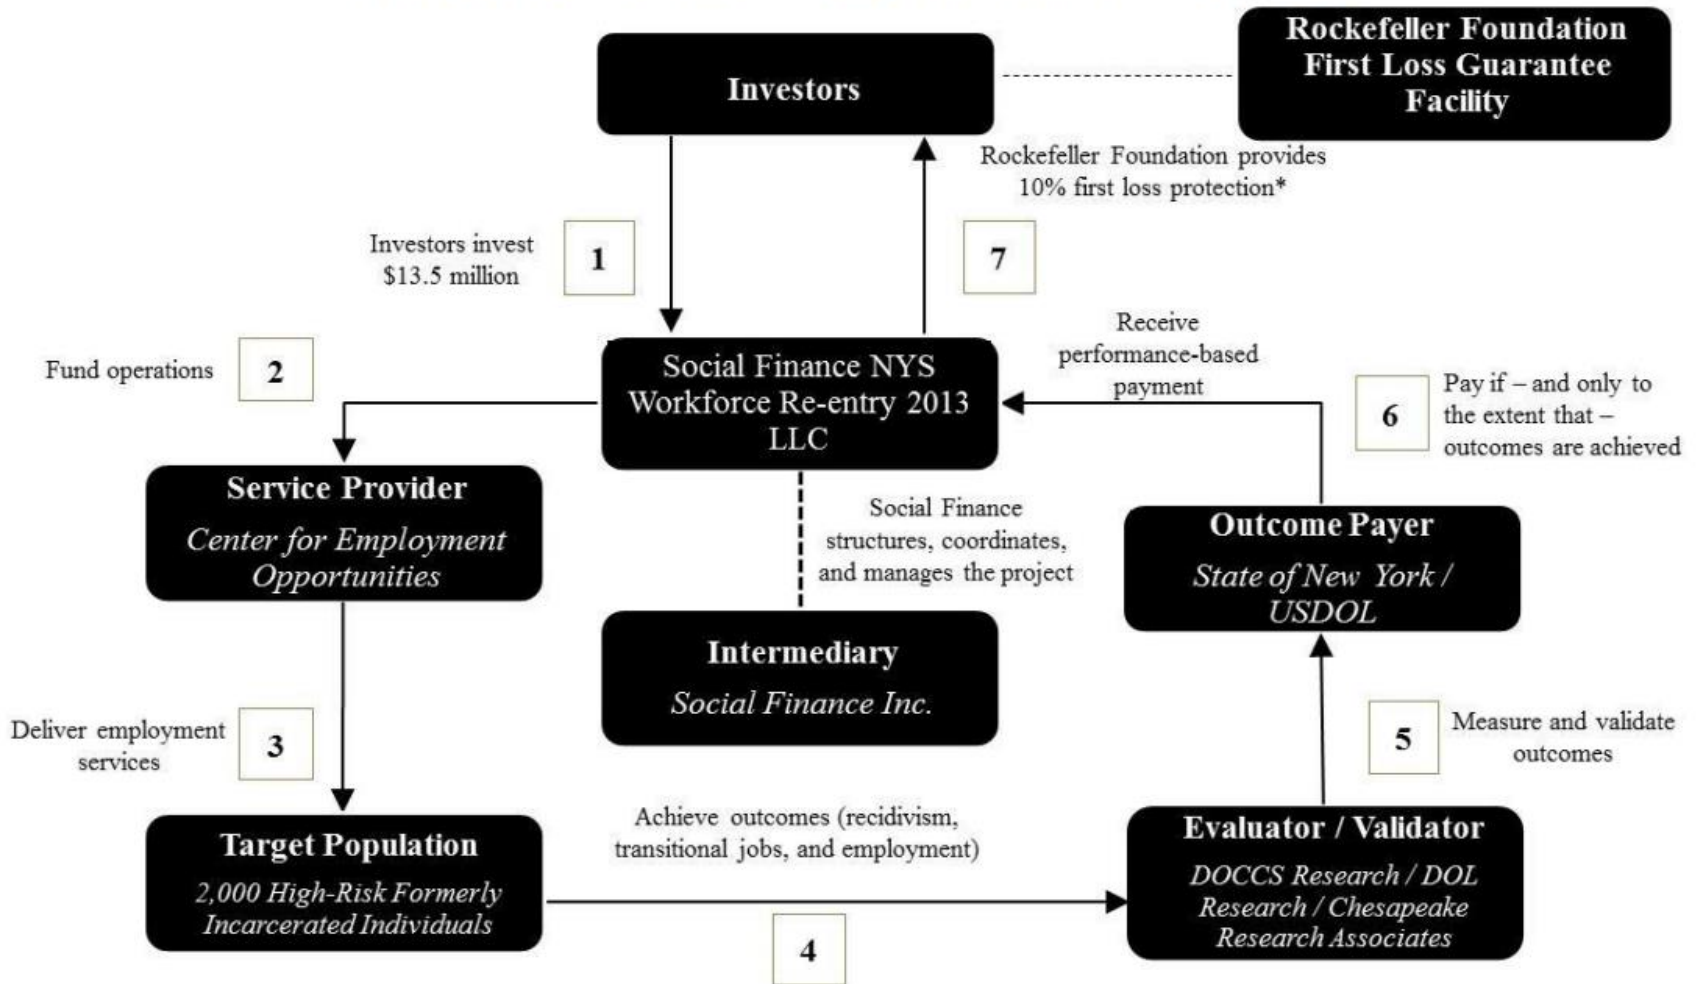 Investors
Rockefeller Foundation
First Loss Guarantee
Facility
Rockefeller Foundation provides
10% first loss protection*
Investors invest
$13.5 million
1
7
Receive
performance-based
payment
Fund operations
2
Social Finance NYS
Workforce Re-entry 2013
LLC
6
Pay if – and only to
the extent that –
outcomes are achieved
Service Provider
Center for Employment
Opportunities
Social Finance
structures, coordinates,
and manages the project
Outcome Payer
State of New York /
USDOL
Intermediary
Social Finance Inc.
Deliver employment
services
3
5
Measure and validate
outcomes
Target Population
2,000 High-Risk Formerly
Incarcerated Individuals
Achieve outcomes (recidivism,
transitional jobs, and employment)
4
Evaluator / Validator
DOCCS Research / DOL
Research / Chesapeake
Research Associates